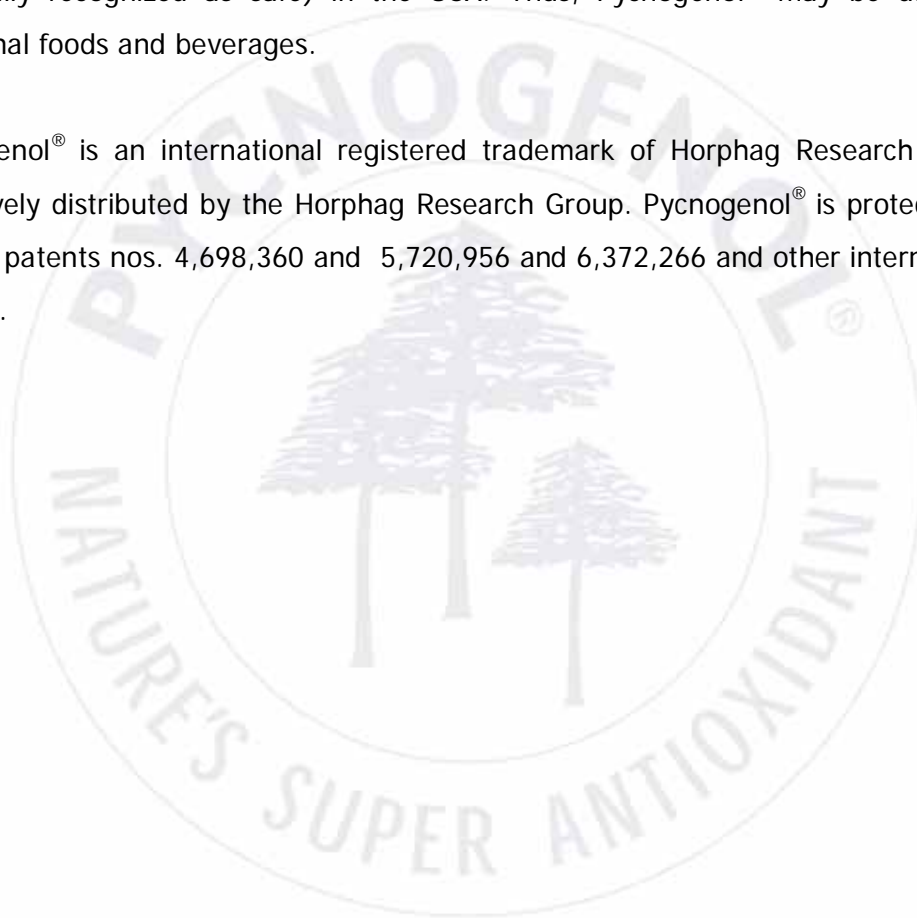 recognized as safe) in the Thus, Pycnogenol may be
nal foods and beverages.
enol® is an international registered trademark of Horphag Research
vely distributed by the Horphag Research Group. Pycnogenol® is protec
patents nos. 4,698,360 and 5,720,956 and 6,372,266 and other intern
.
PYCNOGENOL®
NATURE'S SUPER ANTIOXIDANT